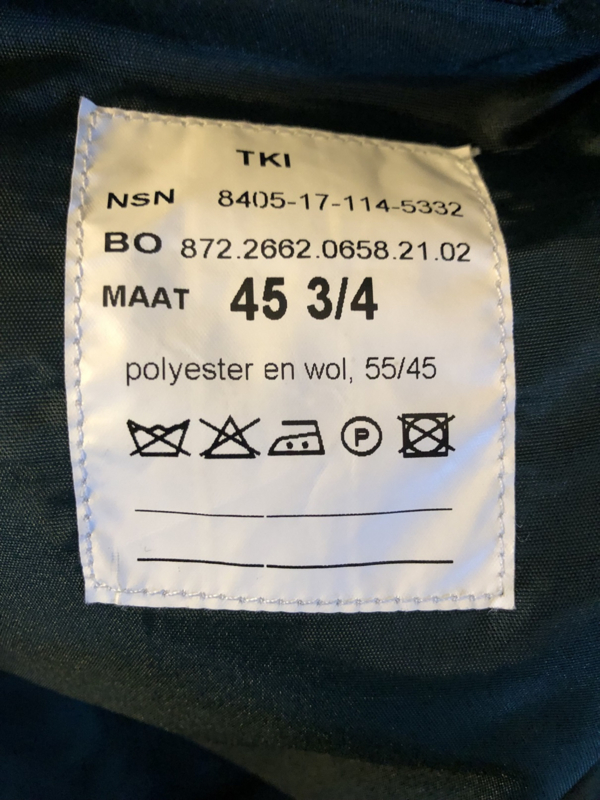 TKI
NSN 8405-17-114-5332
BO 872.2662.0658.21.02
MAAT 45 3/4
polyester en wol, 55/45
P